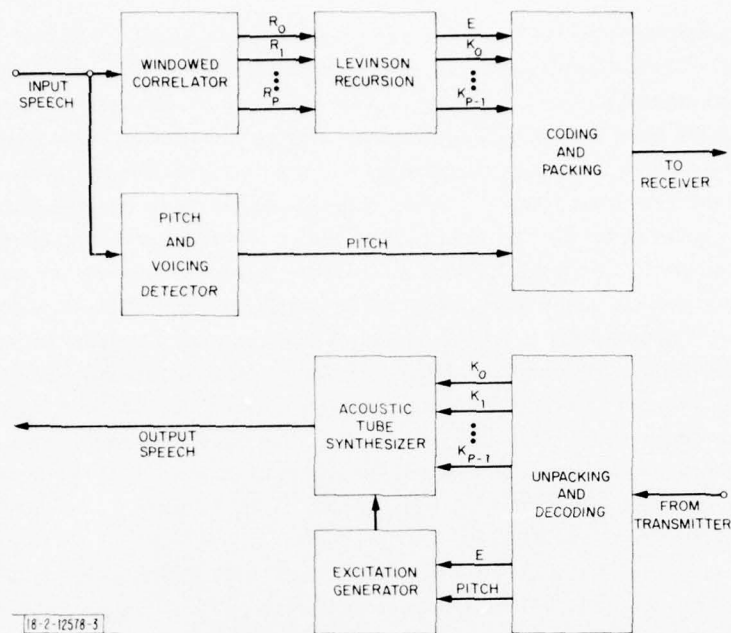 INPUT
SPEECH
WINDOWED
CORRELATOR
R0
R1
RP
LEVINSON
RECURSION
E
K0
KP-1
CODING
AND
PACKING
TO
RECEIVER
PITCH
AND
VOICING
DETECTOR
PITCH
OUTPUT
SPEECH
ACOUSTIC
TUBE
SYNTHESIZER
K0
K1
KP-1
UNPACKING
AND
DECODING
FROM
TRANSMITTER
EXCITATION
GENERATOR
E
PITCH
18-2-12578-3